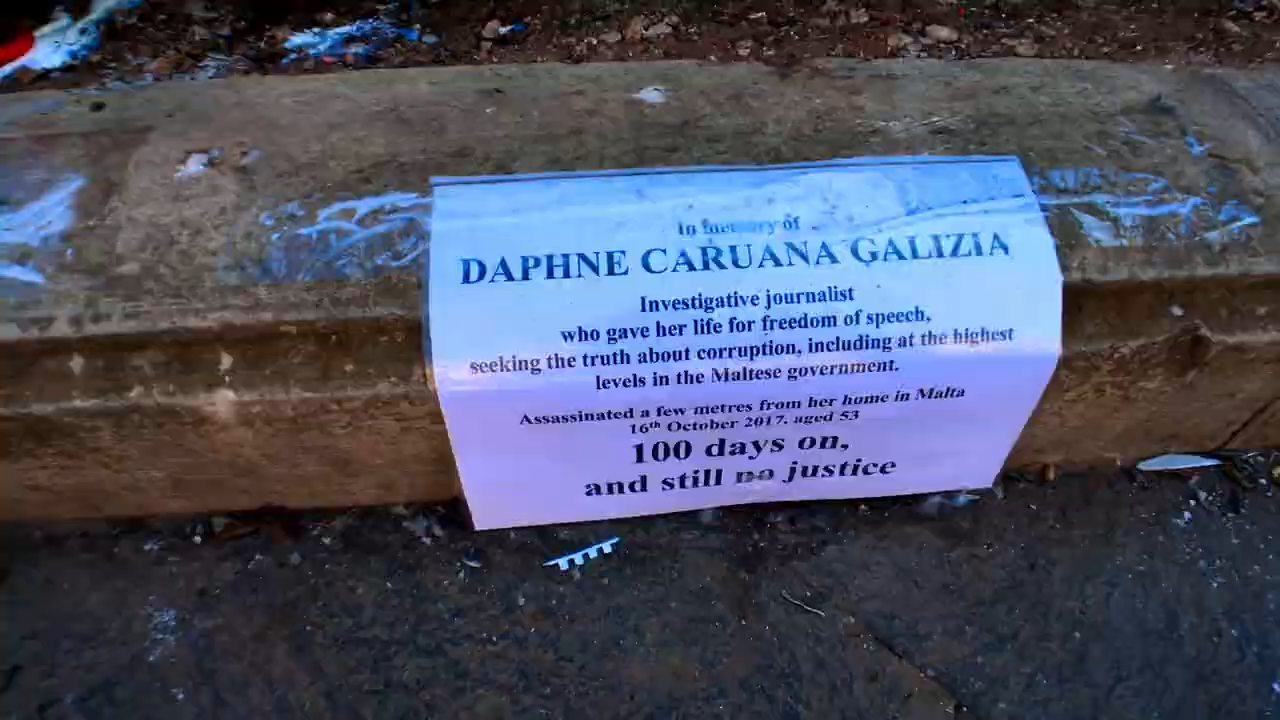 In memory of
DAPHNE CARUANA GALIZIA
Investigative journalist
who gave her life for freedom of speech,
seeking the truth about corruption, including at the highest
levels in the Maltese government.
Assassinated a few metres from her home in Malta
16th October 2017. aged 53
100 days on,
and still no justice